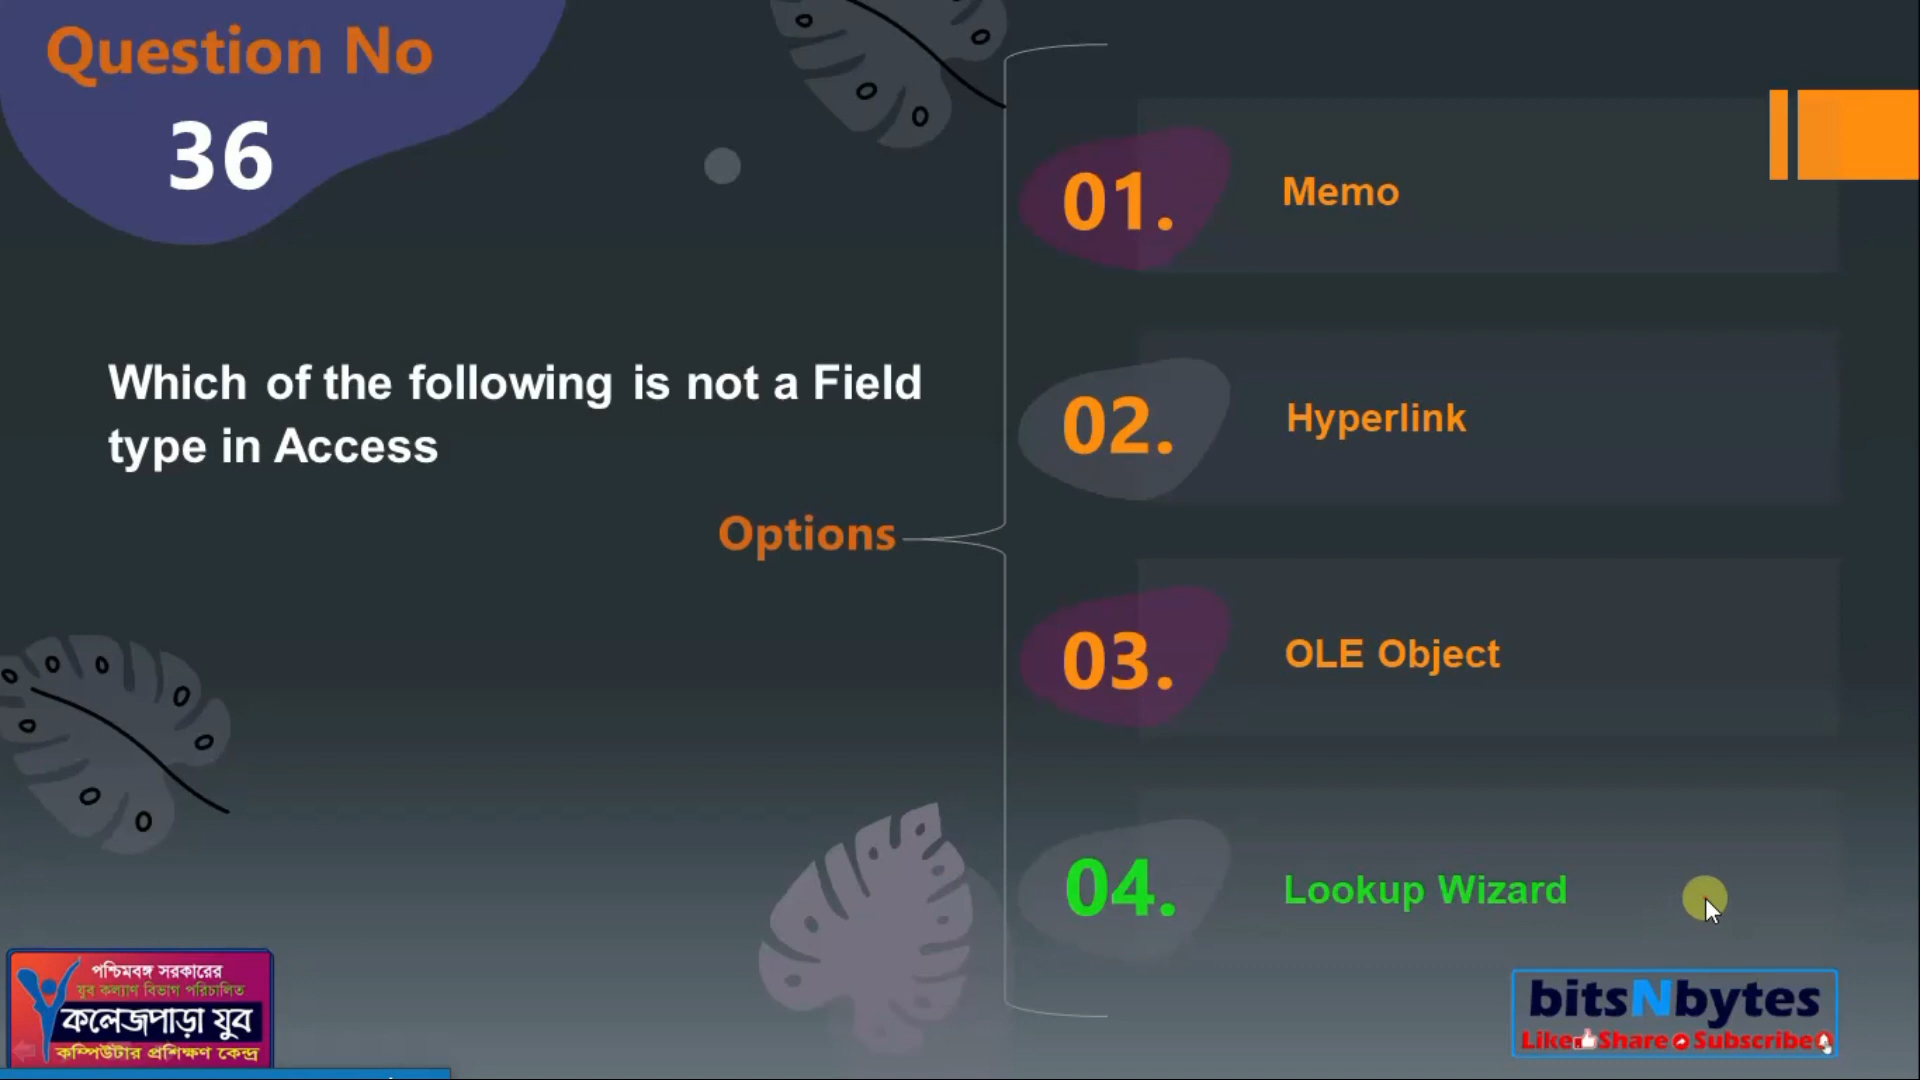 Question No
36
Which of the following is not a Field
type in Access
Options
01.
Memo
02.
Hyperlink
03.
OLE Object
04.
Lookup Wizard
পশ্চিমবঙ্গ সরকারের
যুব কল্যাণ বিভাগ পরিচালিত
কলেজপাড়া যুব
কম্পিউটার প্রশিক্ষণ কেন্দ্র
bitsNbytes
Like Share Subscribe